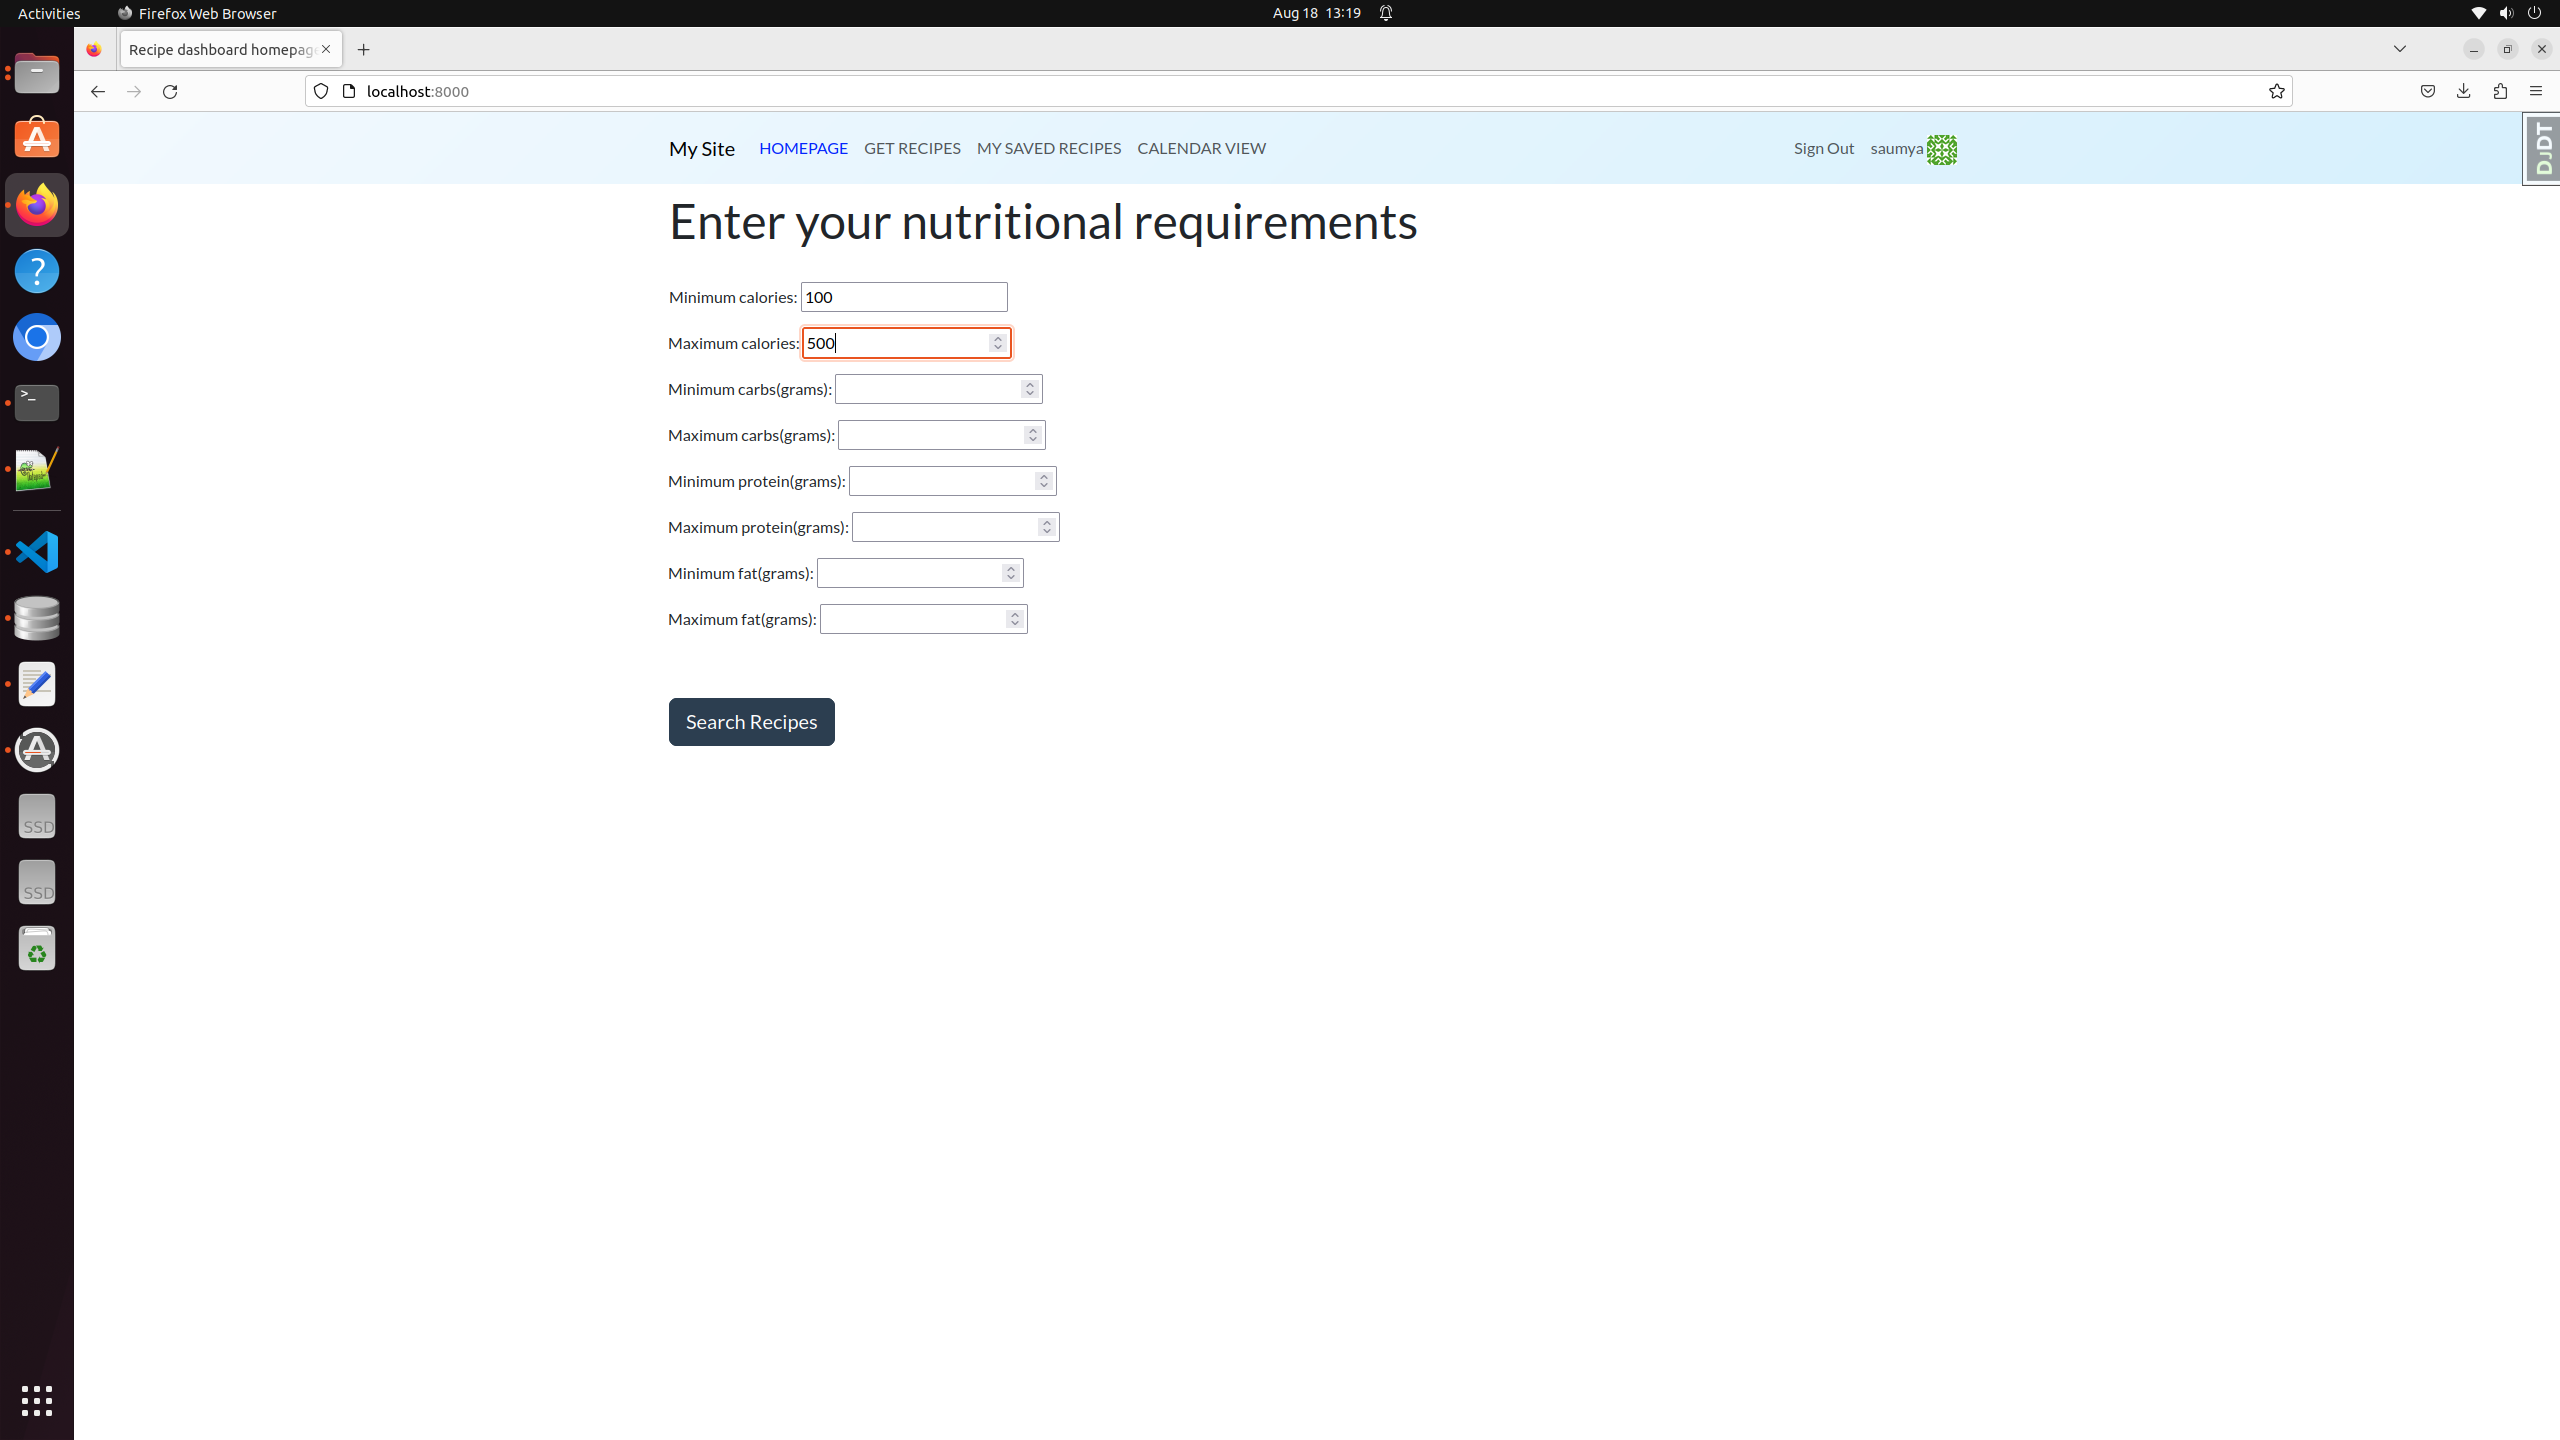 Activities Firefox Web Browser Aug 18 13:19
Recipe dashboard homepag
localhost:8000
My Site HOMEPAGE GET RECIPES MY SAVED RECIPES CALENDAR VIEW Sign Out saumya
DJDT
Enter your nutritional requirements
Minimum calories: 100
Maximum calories: 500
Minimum carbs(grams):
Maximum carbs(grams):
Minimum protein(grams):
Maximum protein(grams):
Minimum fat(grams):
Maximum fat(grams):
Search Recipes
SSD
SSD